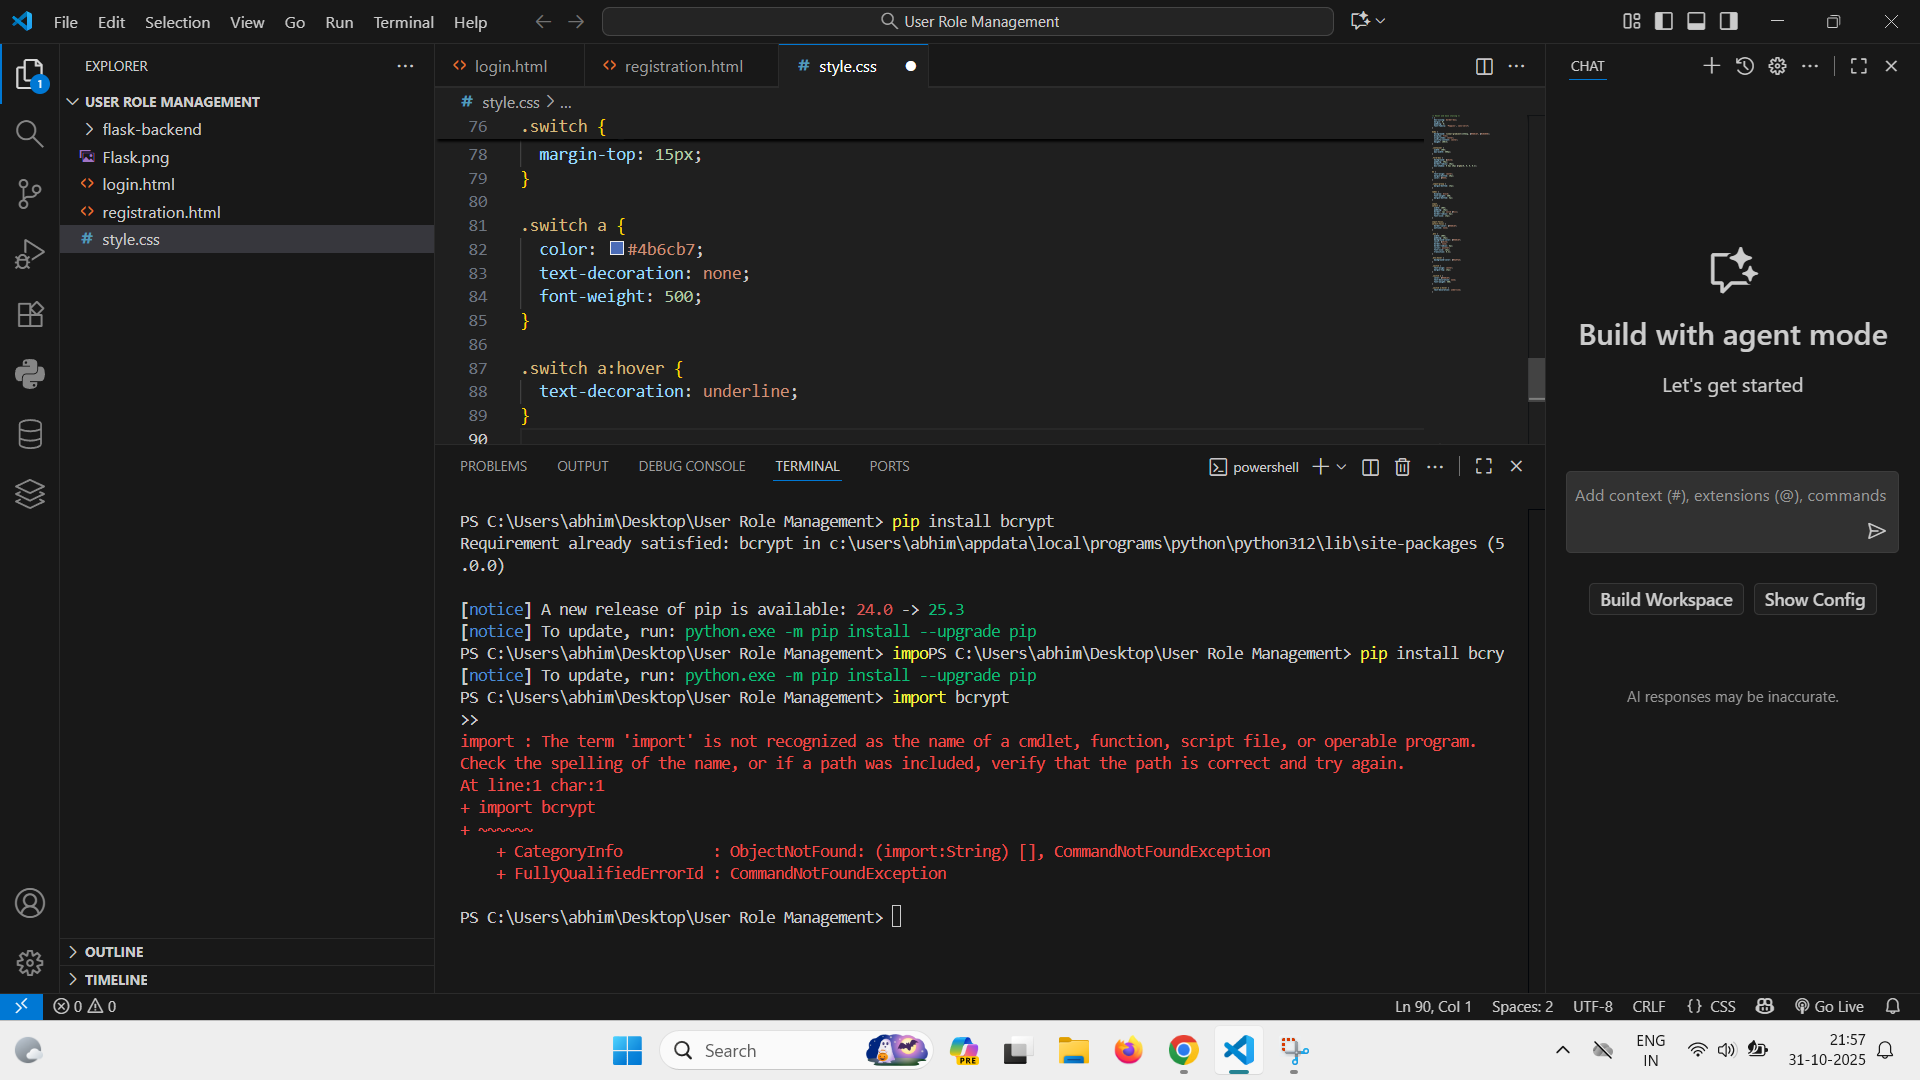 File Edit Selection View Go Run Terminal Help
User Role Management
EXPLORER
1
USER ROLE MANAGEMENT
flask-backend
Flask.png
login.html
registration.html
style.css
OUTLINE
TIMELINE
login.html
registration.html
# style.css
# style.css > ...
76 .switch {
78 margin-top: 15px;
79 }
80
81 .switch a {
82 color: #4b6cb7;
83 text-decoration: none;
84 font-weight: 500;
85 }
86
87 .switch a:hover {
88 text-decoration: underline;
89 }
90
PROBLEMS OUTPUT DEBUG CONSOLE TERMINAL PORTS
powershell
PS C:\Users\abhim\Desktop\User Role Management> pip install bcrypt
Requirement already satisfied: bcrypt in c:\users\abhim\appdata\local\programs\python\python312\lib\site-packages (5
.0.0)
[notice] A new release of pip is available: 24.0 -> 25.3
[notice] To update, run: python.exe -m pip install --upgrade pip
PS C:\Users\abhim\Desktop\User Role Management> impoPS C:\Users\abhim\Desktop\User Role Management> pip install bcry
[notice] To update, run: python.exe -m pip install --upgrade pip
PS C:\Users\abhim\Desktop\User Role Management> import bcrypt
>>
import : The term 'import' is not recognized as the name of a cmdlet, function, script file, or operable program.
Check the spelling of the name, or if a path was included, verify that the path is correct and try again.
At line:1 char:1
+ import bcrypt
+ ~~~~~~
+ CategoryInfo : ObjectNotFound: (import:String) [], CommandNotFoundException
+ FullyQualifiedErrorId : CommandNotFoundException
PS C:\Users\abhim\Desktop\User Role Management>
CHAT
Build with agent mode
Let's get started
Add context (#), extensions (@), commands
Build Workspace Show Config
AI responses may be inaccurate.
0 0
Ln 90, Col 1 Spaces: 2 UTF-8 CRLF {} CSS Go Live
Search
PRE
ENG
IN
21:57
31-10-2025